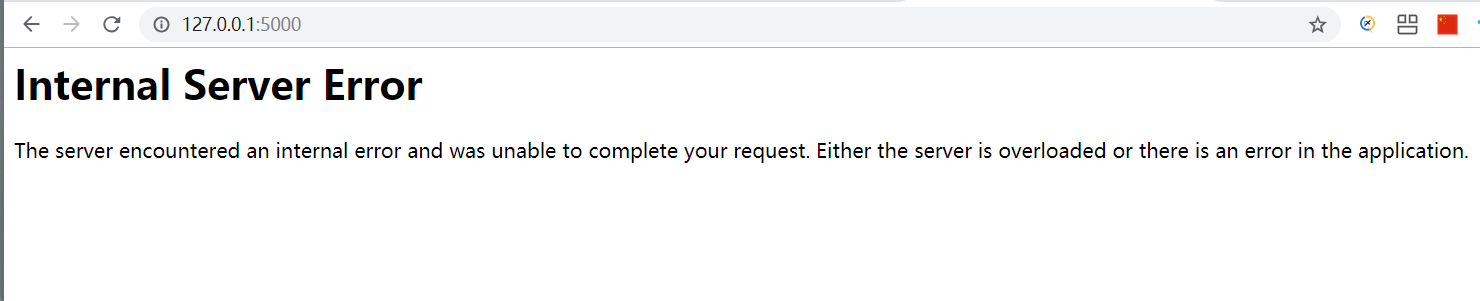 127.0.0.1:5000
Internal Server Error
The server encountered an internal error and was unable to complete your request. Either the server is overloaded or there is an error in the application.